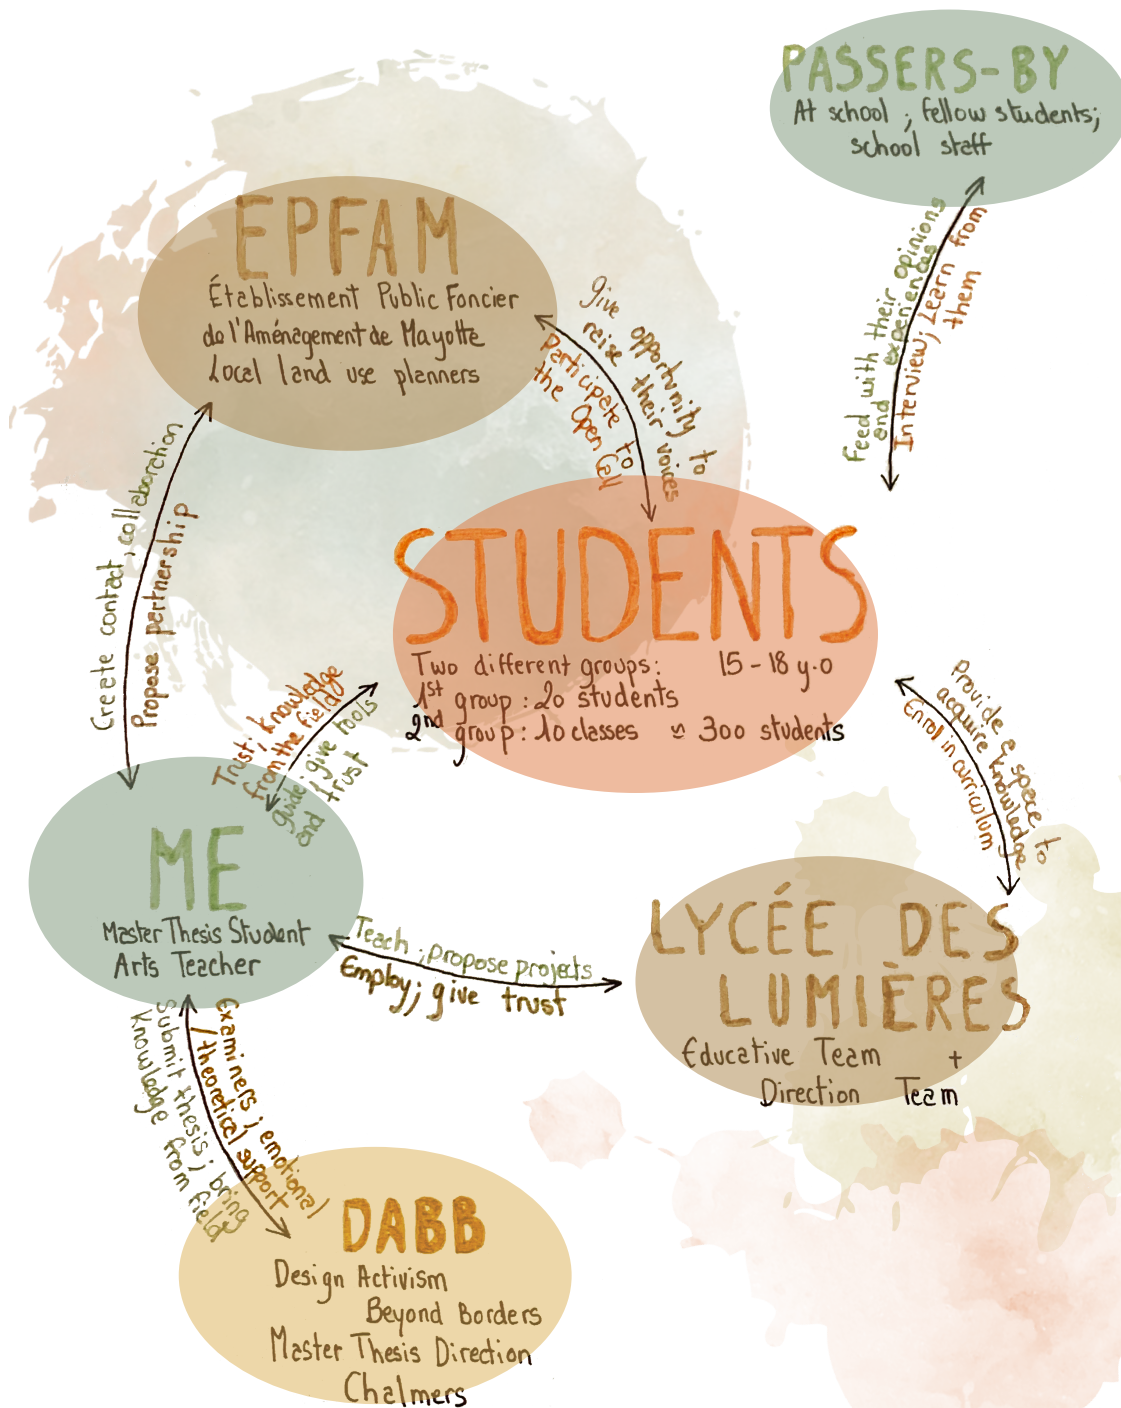 PASSERS-BY
At school ; fellow students;
school staff
EPFAM
Établissement Public Foncier
de l'Aménagement de Mayotte
Local land use planners
give opportunity to
raise their voices
Participate to
the Open Call
Feed with their opinions
and experiences
Interview; Learn from
them
Create contact, collaboration
Propose partnership
STUDENTS
Two different groups: 15 - 18 y.o
1st group : 20 students
2nd group : 10 classes ≃ 300 students
Trust; knowledge
from the field
guide; give tools
and trust
Provide a space to
acquire knowledge
Enroll in curriculum
ME
Master Thesis Student
Arts Teacher
Teach ; propose projects
Employ; give trust
LYCÉE DES
LUMIÈRES
Educative Team +
Direction Team
Examiners ; emotional
/theoretical support
Submit thesis ; bring
knowledge from field
DABB
Design Activism
Beyond Borders
Master Thesis Direction
Chalmers